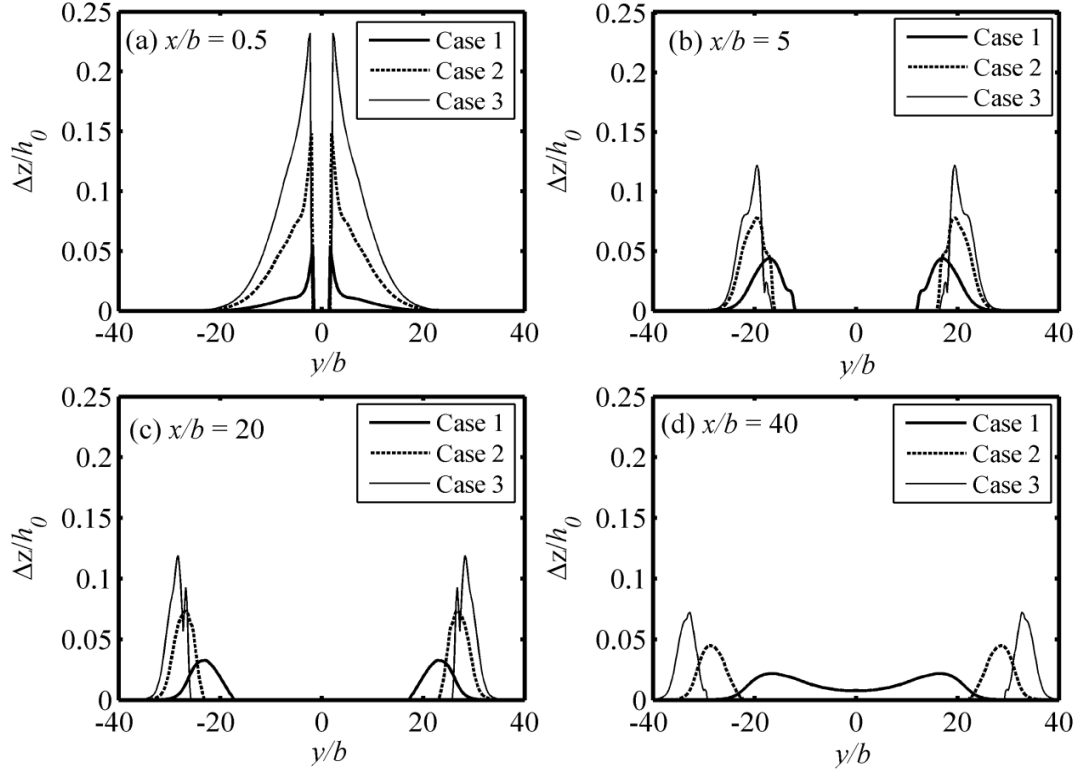 (a) x/b = 0.5
Case 1
Case 2
Case 3
0.25
0.2
0.15
0.1
0.05
0
Δz/h0
-40
-20
0
20
40
y/b
(b) x/b = 5
Case 1
Case 2
Case 3
0.25
0.2
0.15
0.1
0.05
0
Δz/h0
-40
-20
0
20
40
y/b
(c) x/b = 20
Case 1
Case 2
Case 3
0.25
0.2
0.15
0.1
0.05
0
Δz/h0
-40
-20
0
20
40
y/b
(d) x/b = 40
Case 1
Case 2
Case 3
0.25
0.2
0.15
0.1
0.05
0
Δz/h0
-40
-20
0
20
40
y/b